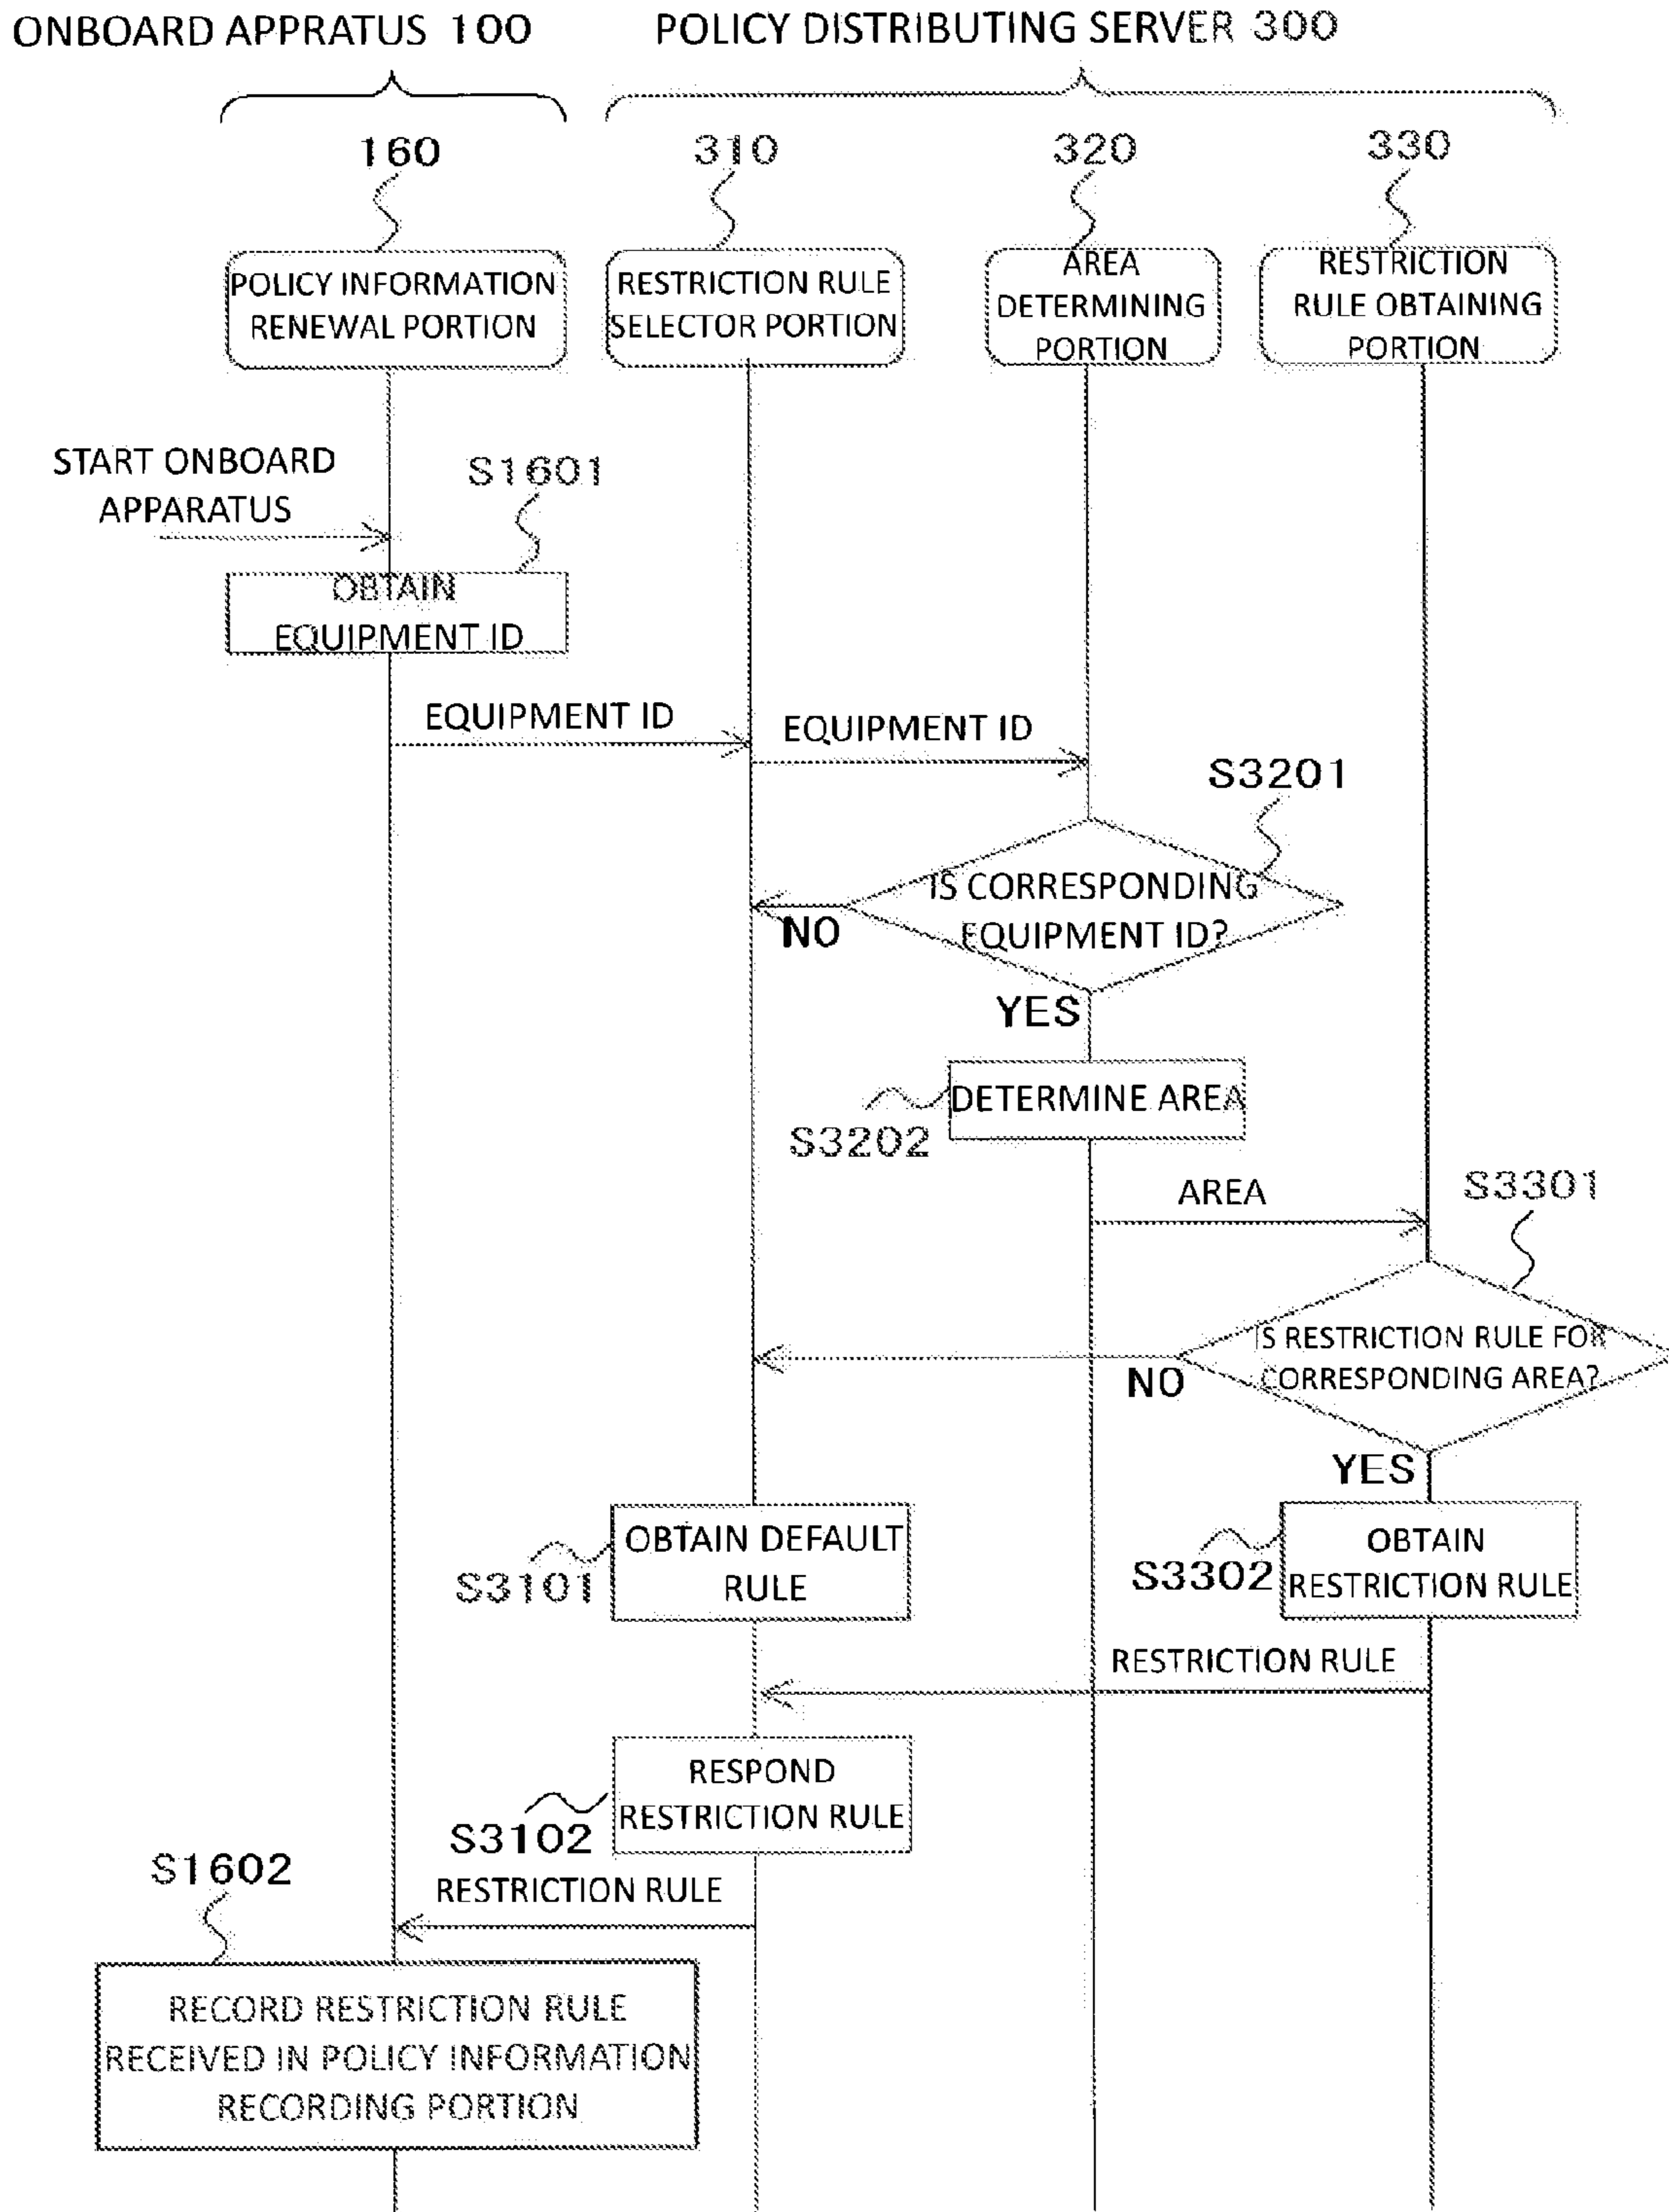 ONBOARD APPRATUS 100
POLICY DISTRIBUTING SERVER 300
160
310
320
330
POLICY INFORMATION
RENEWAL PORTION
RESTRICTION RULE
SELECTOR PORTION
AREA
DETERMINING
PORTION
RESTRICTION
RULE OBTAINING
PORTION
START ONBOARD
APPARATUS
S1601
OBTAIN
EQUIPMENT ID
EQUIPMENT ID
EQUIPMENT ID
S3201
IS CORRESPONDING
EQUIPMENT ID?
NO
YES
DETERMINE AREA
S3202
AREA
S3301
IS RESTRICTION RULE FOR
CORRESPONDING AREA?
NO
YES
OBTAIN DEFAULT
RULE
S3101
OBTAIN
RESTRICTION RULE
S3302
RESTRICTION RULE
RESPOND
RESTRICTION RULE
S3102
RESTRICTION RULE
S1602
RECORD RESTRICTION RULE
RECEIVED IN POLICY INFORMATION
RECORDING PORTION